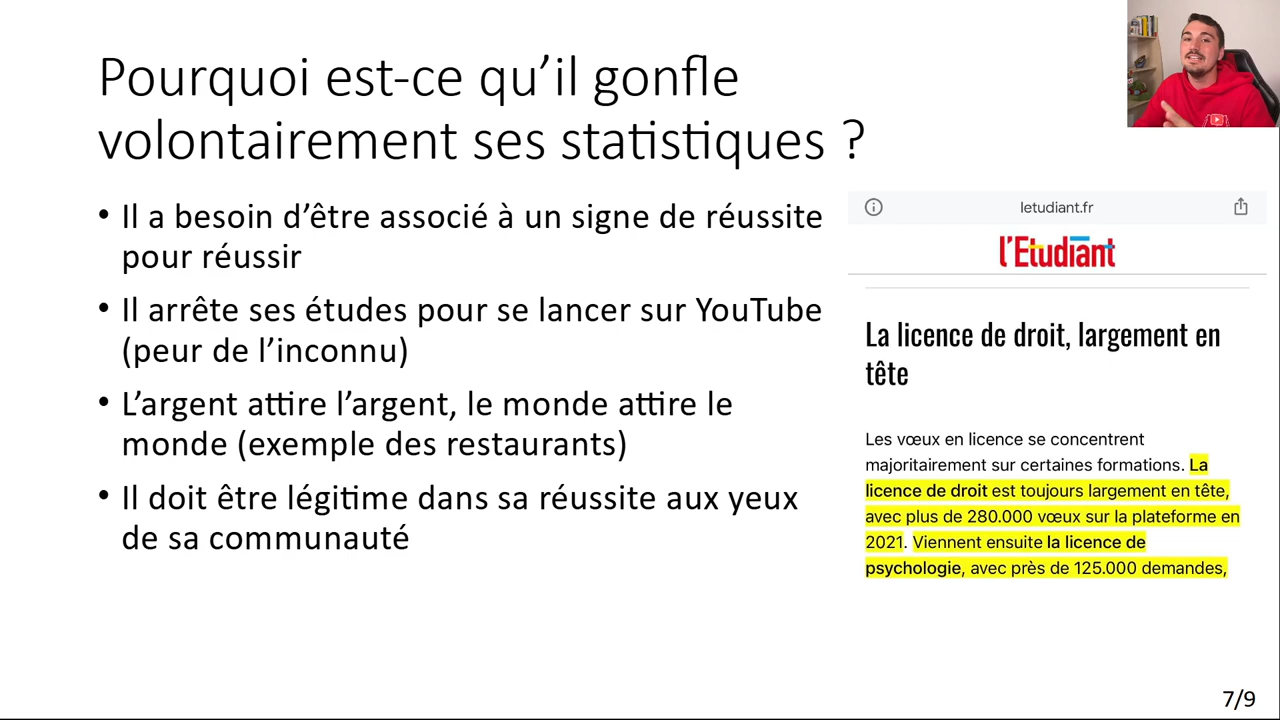 Pourquoi est-ce qu’il gonfle
volontairement ses statistiques ?
• Il a besoin d’être associé à un signe de réussite
pour réussir
• Il arrête ses études pour se lancer sur YouTube
(peur de l’inconnu)
• L’argent attire l’argent, le monde attire le
monde (exemple des restaurants)
• Il doit être légitime dans sa réussite aux yeux
de sa communauté
letudiant.fr
l'Etudiant
La licence de droit, largement en
tête
Les vœux en licence se concentrent
majoritairement sur certaines formations. La
licence de droit est toujours largement en tête,
avec plus de 280.000 vœux sur la plateforme en
2021. Viennent ensuite la licence de
psychologie, avec près de 125.000 demandes,
7/9